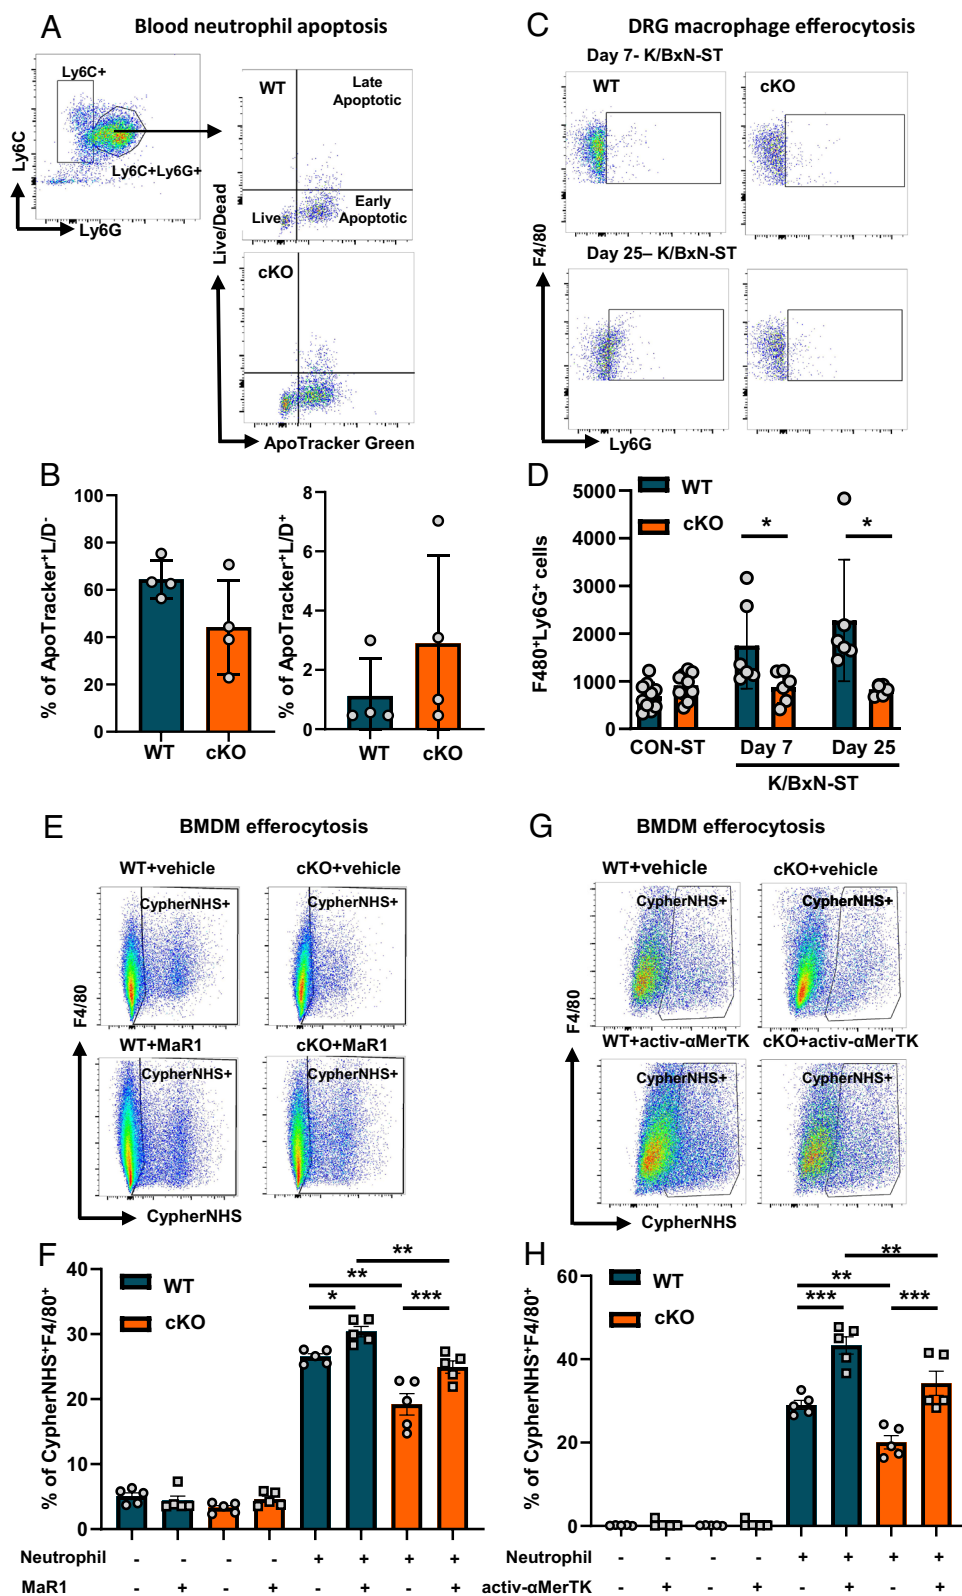 A
Blood neutrophil apoptosis
Ly6C+
Ly6C+Ly6G+
Ly6C
Ly6G
WT
Late
Apoptotic
Live
Early
Apoptotic
cKO
Live/Dead
ApoTracker Green
B
% of ApoTracker+L/D-
100
80
60
40
20
0
WT
cKO
% of ApoTracker+L/D+
8
6
4
2
0
WT
cKO
C
DRG macrophage efferocytosis
Day 7- K/BxN-ST
WT
cKO
Day 25– K/BxN-ST
F4/80
Ly6G
D
WT
cKO
F480+Ly6G+ cells
5000
4000
3000
2000
1000
0
*
*
CON-ST
Day 7
Day 25
K/BxN-ST
E
BMDM efferocytosis
WT+vehicle
cKO+vehicle
CypherNHS+
CypherNHS+
WT+MaR1
cKO+MaR1
CypherNHS+
CypherNHS+
F4/80
CypherNHS
F
WT
cKO
% of CypherNHS+F4/80+
40
30
20
10
0
**
**
*
***
Neutrophil - - - - + + + +
MaR1 - + - + - + - +
G
BMDM efferocytosis
WT+vehicle
cKO+vehicle
CypherNHS+
CypherNHS+
WT+activ-αMerTK
cKO+activ-αMerTK
CypherNHS+
CypherNHS+
F4/80
CypherNHS
H
WT
cKO
% of CypherNHS+F4/80+
60
40
20
0
**
**
***
***
Neutrophil - - - - + + + +
activ-αMerTK - + - + - + - +